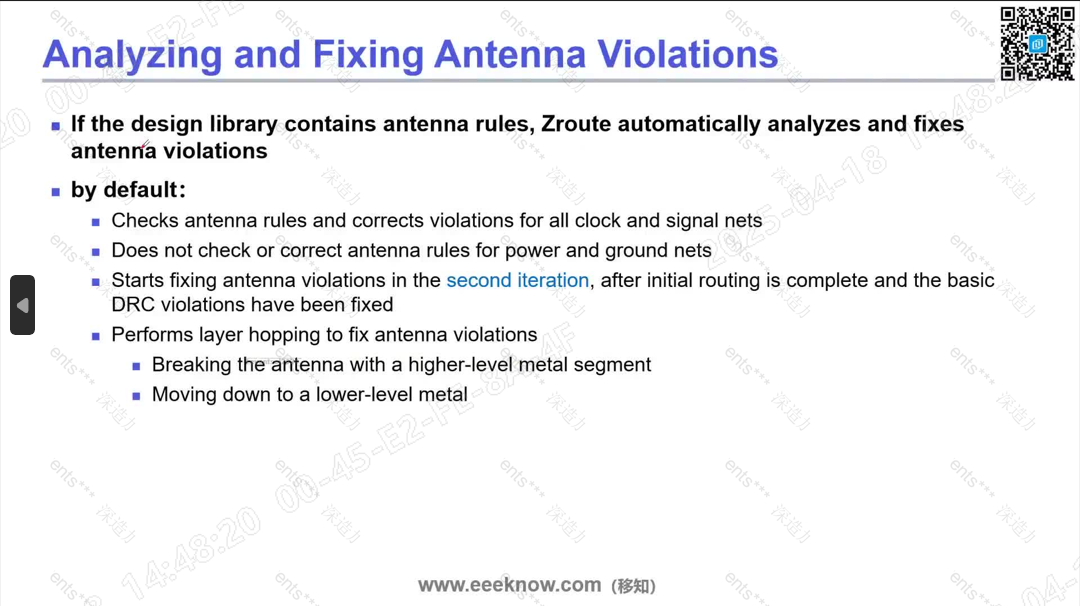 Analyzing and Fixing Antenna Violations
If the design library contains antenna rules, Zroute automatically analyzes and fixes
antenna violations
by default:
Checks antenna rules and corrects violations for all clock and signal nets
Does not check or correct antenna rules for power and ground nets
Starts fixing antenna violations in the second iteration, after initial routing is complete and the basic
DRC violations have been fixed
Performs layer hopping to fix antenna violations
Breaking the antenna with a higher-level metal segment
Moving down to a lower-level metal
www.eeeknow.com（移知）